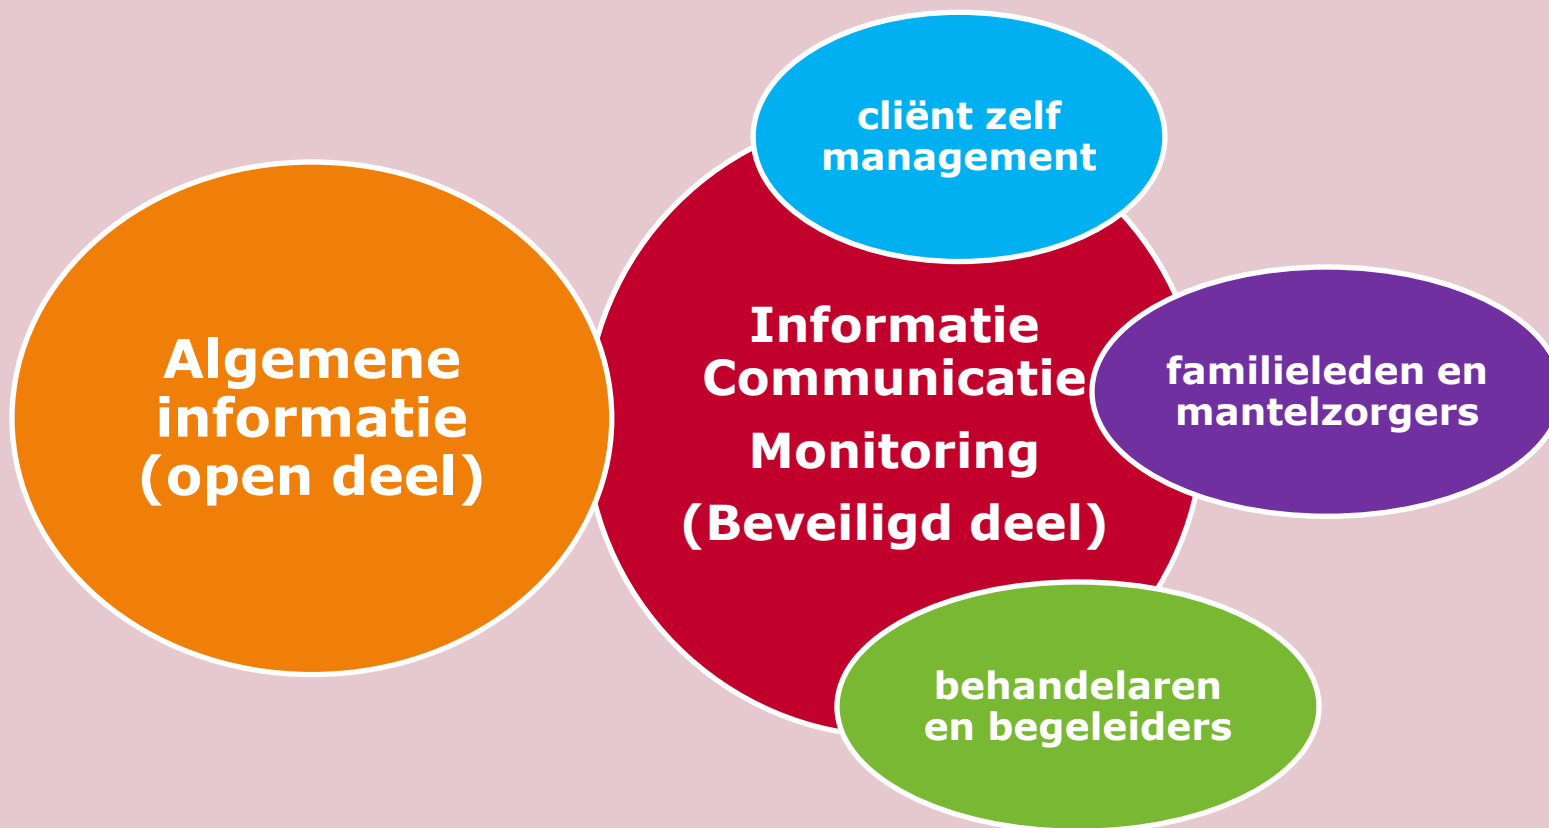 Algemene
informatie
(open deel)
Informatie
Communicatie
Monitoring
(Beveiligd deel)
cliënt zelf
management
familieleden en
mantelzorgers
behandelaren
en begeleiders